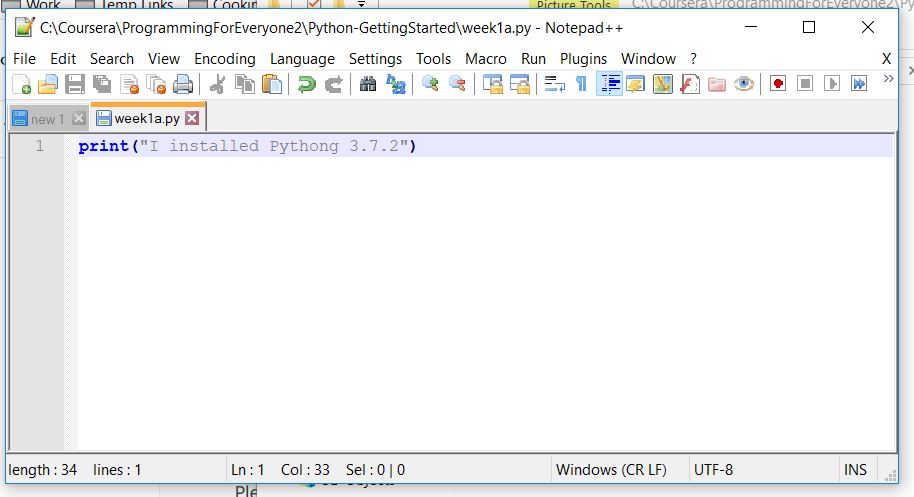 Work Temp Links Picture Tools C:\Coursera\ProgrammingForEveryone2\Py
C:\Coursera\ProgrammingForEveryone2\Python-GettingStarted\week1a.py - Notepad++
File Edit Search View Encoding Language Settings Tools Macro Run Plugins Window ? X
new 1 week1a.py
1 print("I installed Pythong 3.7.2")
length : 34 lines : 1 Ln : 1 Col : 33 Sel : 0 | 0 Windows (CR LF) UTF-8 INS